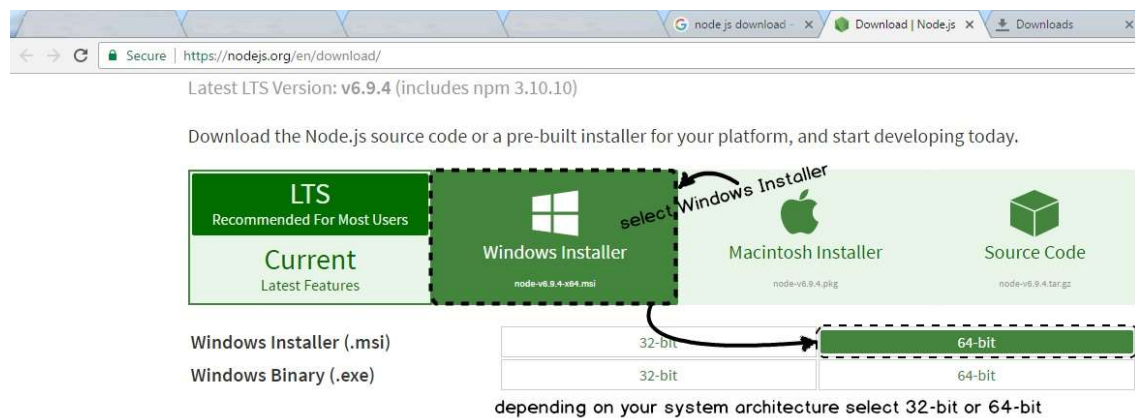 node js download - 
Download | Node.js
Downloads
Secure
https://nodejs.org/en/download/
Latest LTS Version: v6.9.4 (includes npm 3.10.10)
Download the Node.js source code or a pre-built installer for your platform, and start developing today.
LTS
Recommended For Most Users
Current
Latest Features
Windows Installer
node-v6.9.4-x64.msi
select Windows Installer
Macintosh Installer
node-v6.9.4.pkg
Source Code
node-v6.9.4.tar.gz
Windows Installer (.msi)
32-bit
64-bit
Windows Binary (.exe)
32-bit
64-bit
depending on your system architecture select 32-bit or 64-bit